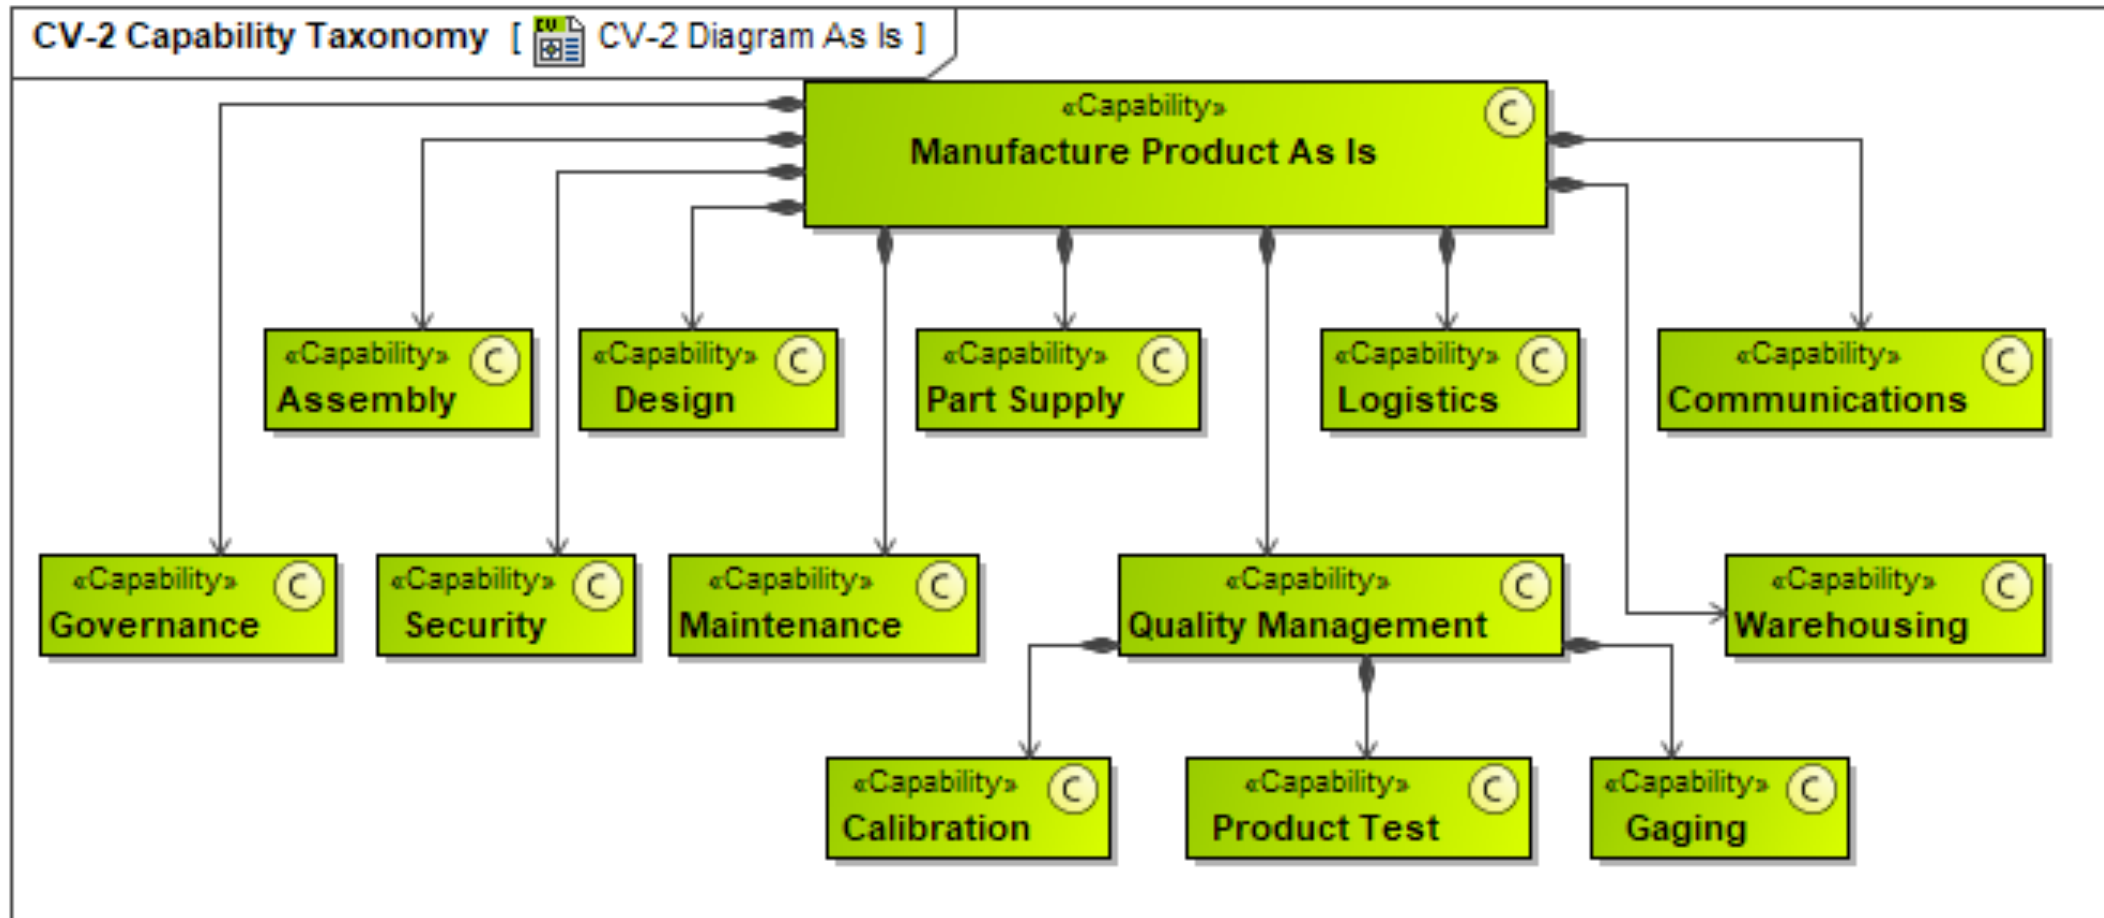 CV-2 Capability Taxonomy [ CV CV-2 Diagram As Is ]
«Capability» C
Manufacture Product As Is
«Capability» C
Assembly
«Capability» C
Design
«Capability» C
Part Supply
«Capability» C
Logistics
«Capability» C
Communications
«Capability» C
Governance
«Capability» C
Security
«Capability» C
Maintenance
«Capability» C
Quality Management
«Capability» C
Warehousing
«Capability» C
Calibration
«Capability» C
Product Test
«Capability» C
Gaging